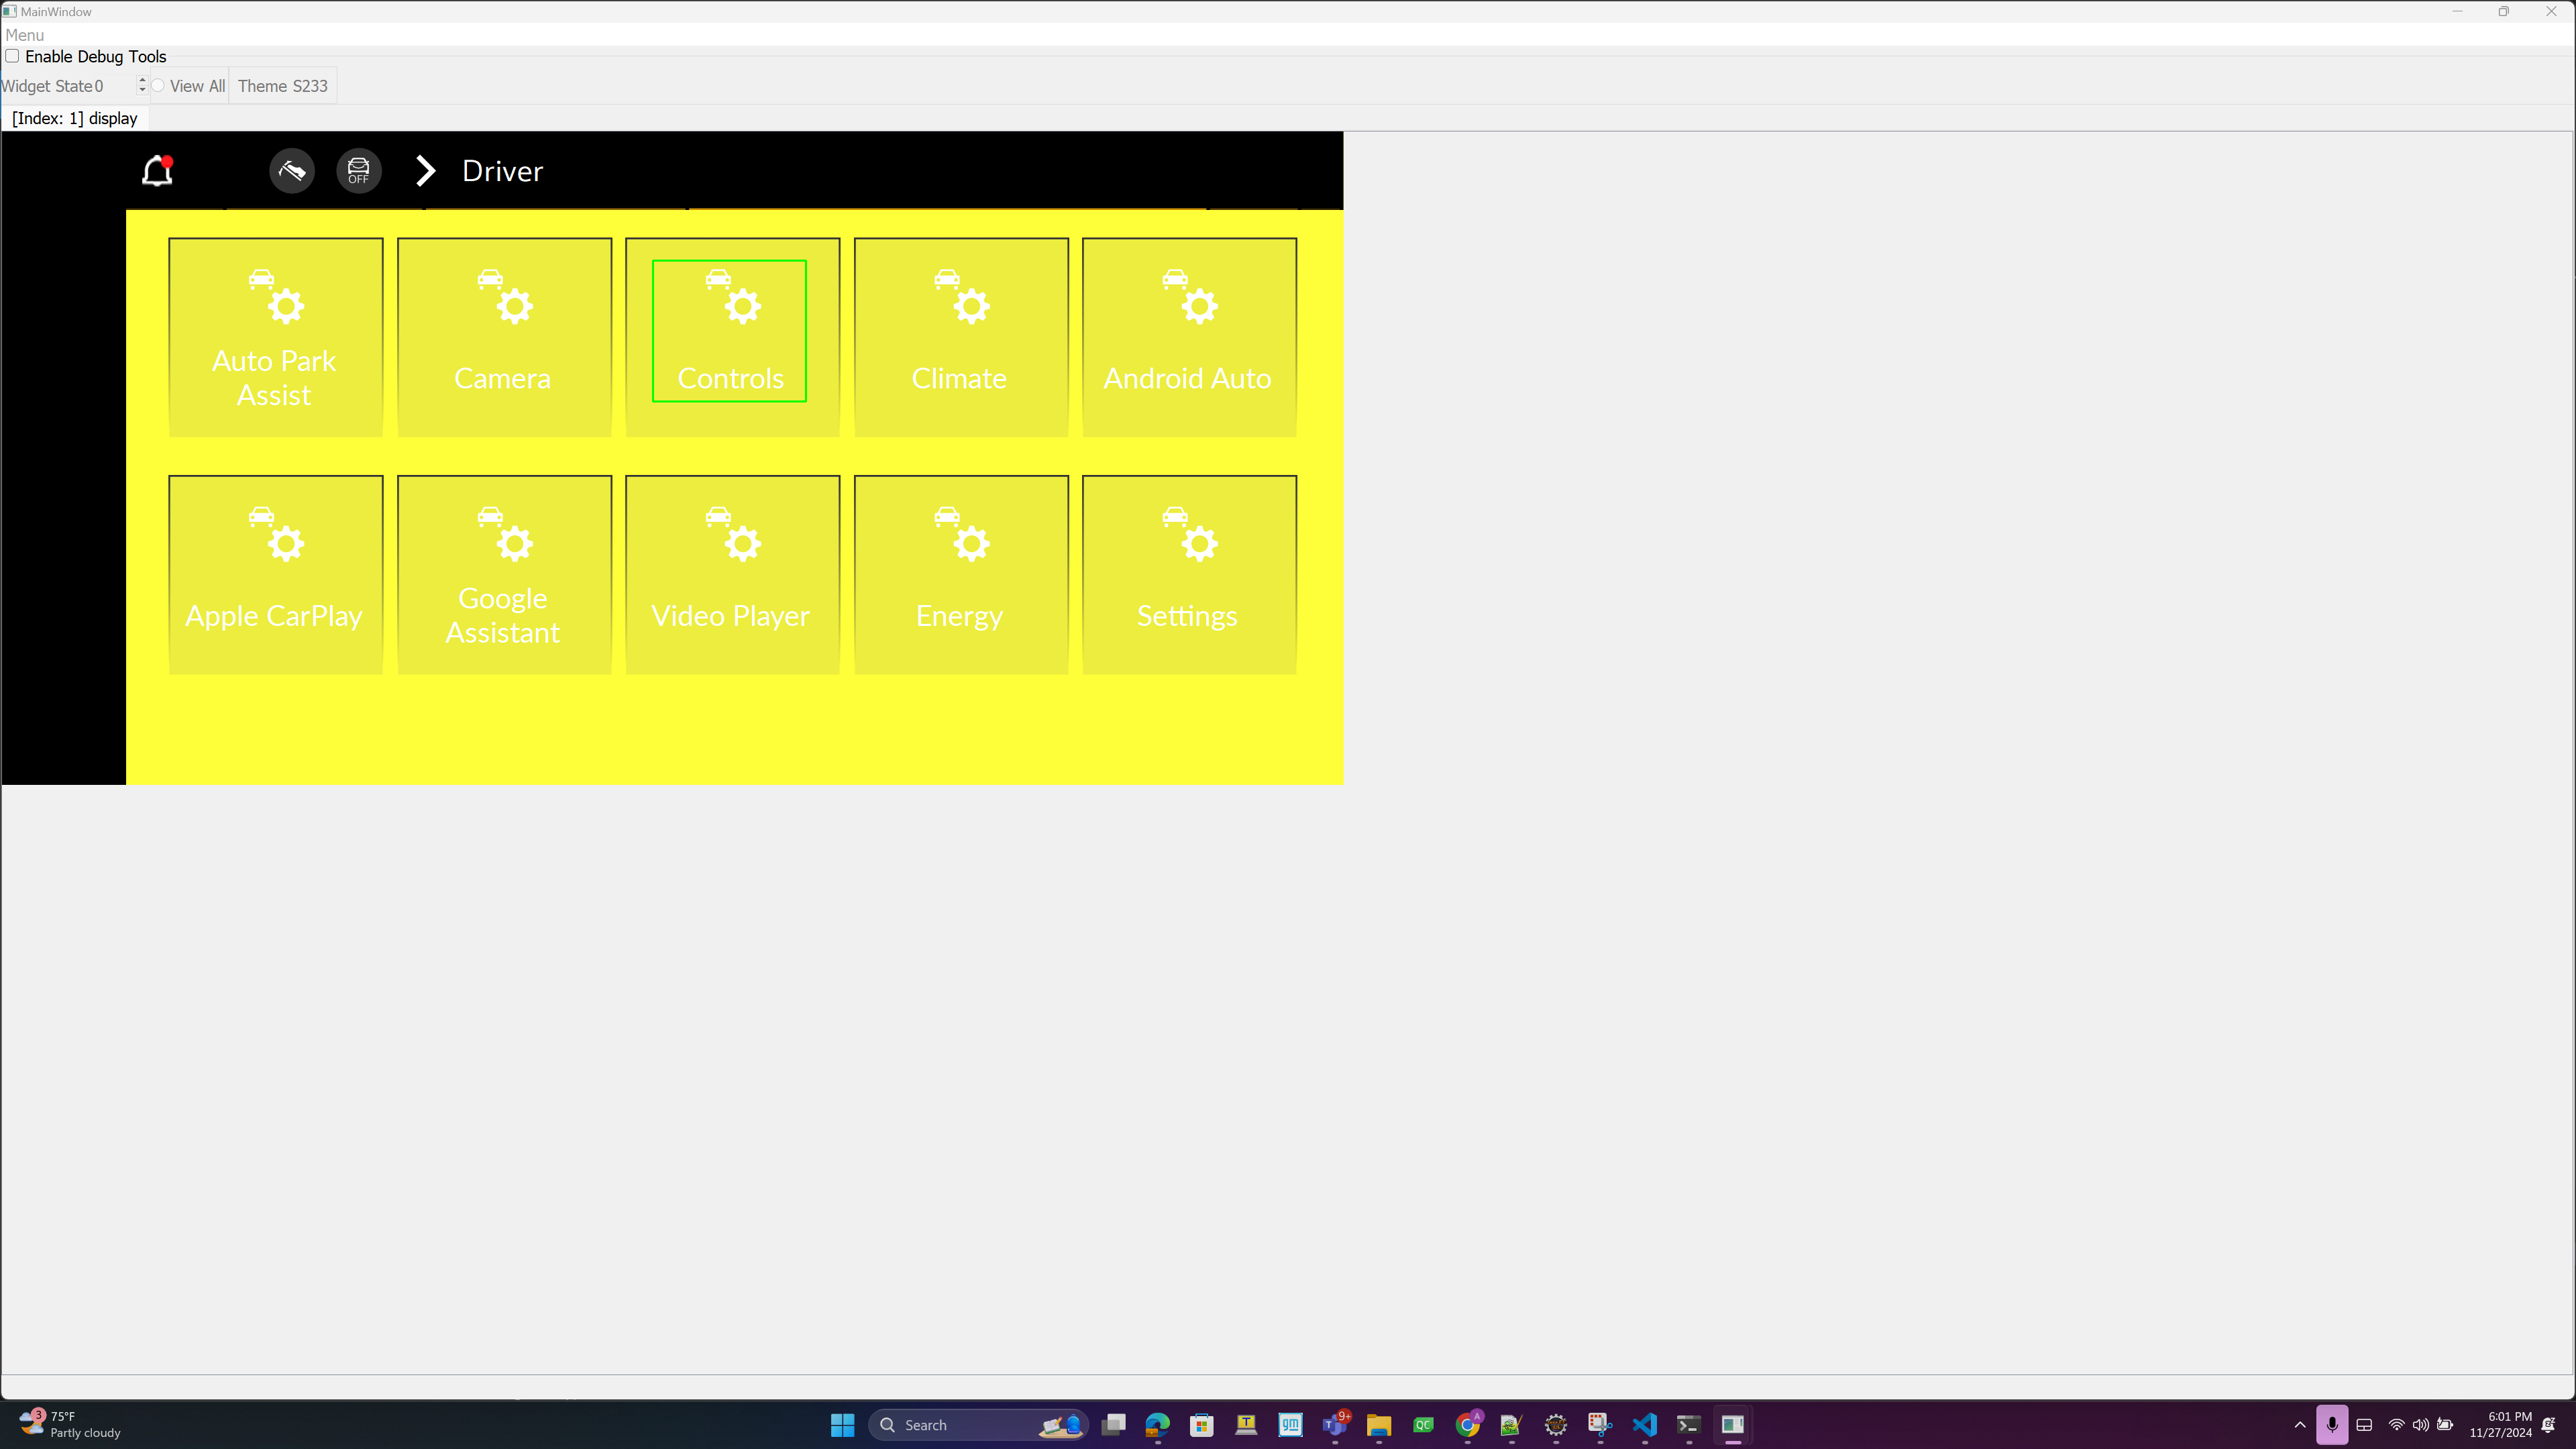 MainWindow
Menu
Enable Debug Tools
Widget State 0 View All Theme S233
[Index: 1] display
OFF
Driver
Auto Park
Assist
Camera
Controls
Climate
Android Auto
Apple CarPlay
Google
Assistant
Video Player
Energy
Settings
3
75°F
Partly cloudy
Search
T
gm
T
9+
QC
A
6:01 PM
11/27/2024